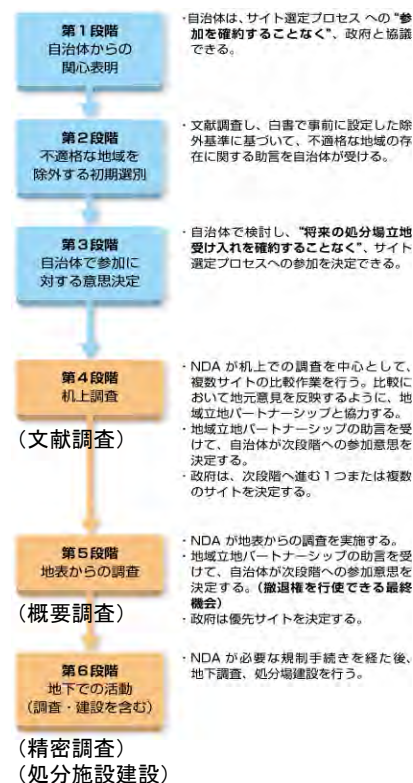 第1段階
自治体からの
関心表明
・自治体は、サイト選定プロセス への "参
加を確約することなく"、政府と協議
できる。
第2段階
不適格な地域を
除外する初期選別
・文献調査し、白書で事前に設定した除
外基準に基づいて、不適格な地域の存
在に関する助言を自治体が受ける。
第3段階
自治体で参加に
対する意思決定
・自治体で検討し、"将来の処分場立地
受け入れを確約することなく"、サイト
選定プロセスへの参加を決定できる。
第4段階
机上調査
(文献調査)
・NDA が机上での調査を中心として、
複数サイトの比較作業を行う。比較に
おいて地元意見を反映するように、地
域立地パートナーシップと協力する。
・地域立地パートナーシップの助言を受
けて、自治体が次段階への参加意思を
決定する。
・政府は、次段階へ進む1つまたは複数
のサイトを決定する。
第5段階
地表からの調査
(概要調査)
・NDA が地表からの調査を実施する。
・地域立地パートナーシップの助言を受
けて、自治体が次段階への参加意思を
決定する。(撤退権を行使できる最終
機会)
・政府は優先サイトを決定する。
第6段階
地下での活動
(調査・建設を含む)
(精密調査)
(処分施設建設)
・NDA が必要な規制手続きを経た後、
地下調査、処分場建設を行う。